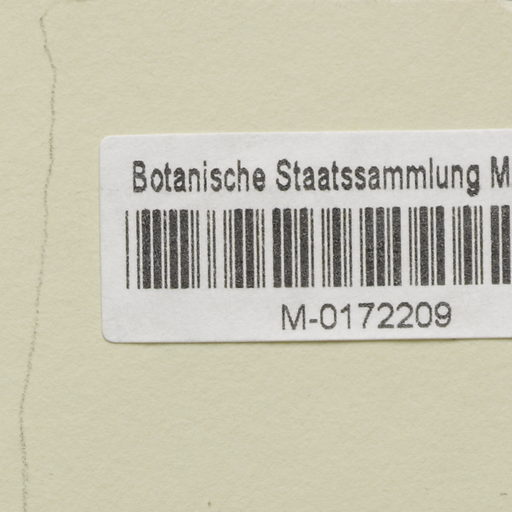 Botanische Staatssammlung M
M-0172209